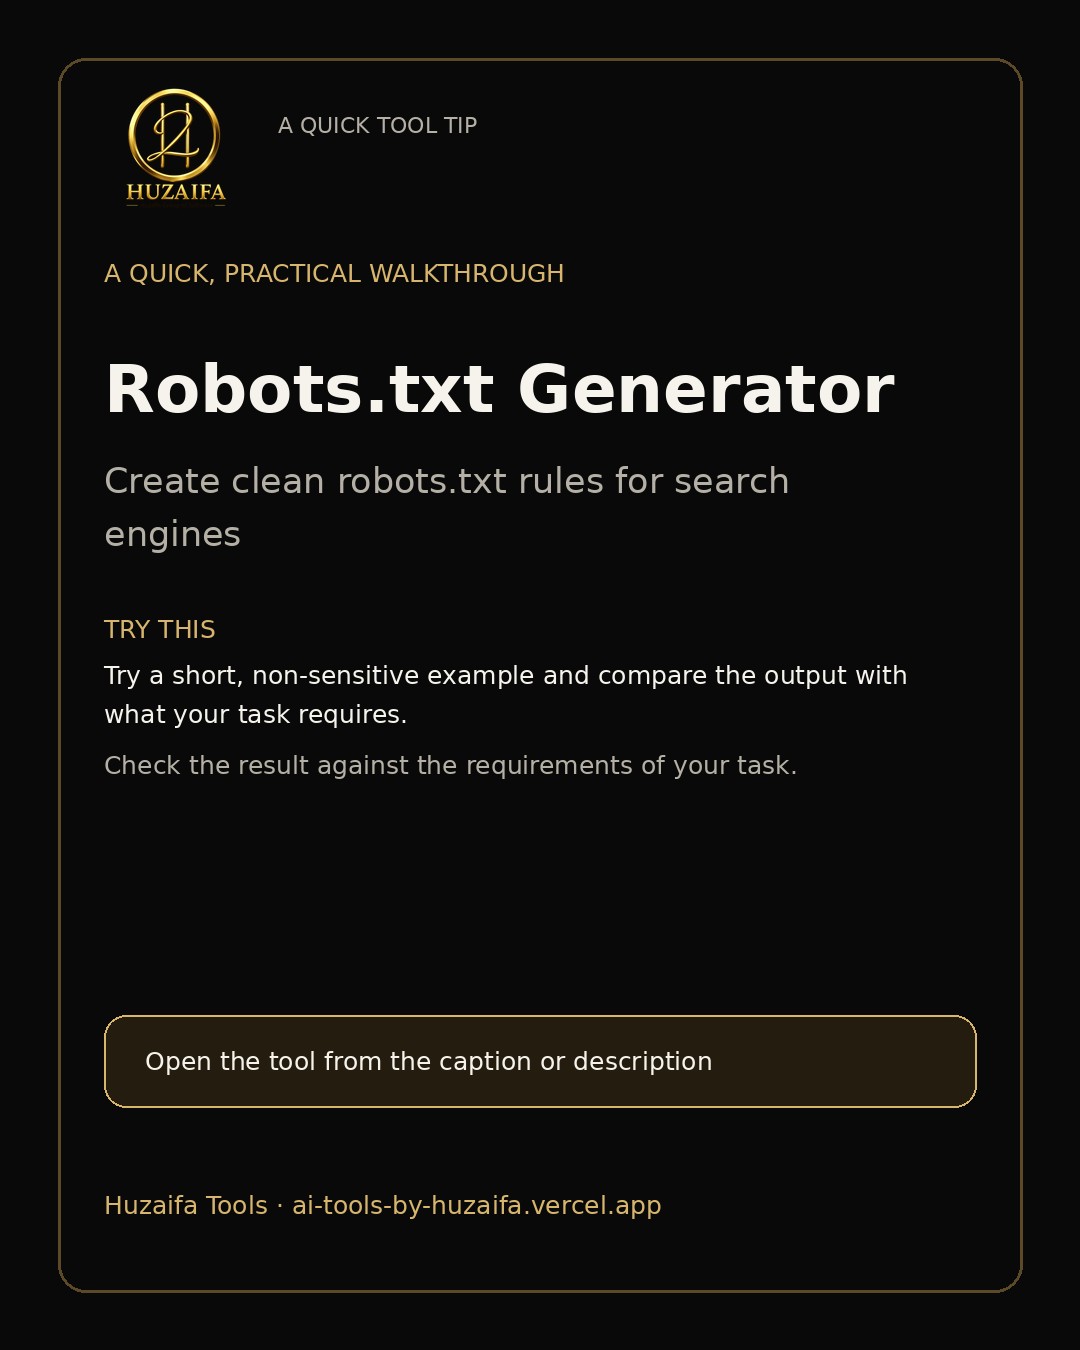 HUZAIFA
A QUICK TOOL TIP
A QUICK, PRACTICAL WALKTHROUGH
Robots.txt Generator
Create clean robots.txt rules for search
engines
TRY THIS
Try a short, non-sensitive example and compare the output with
what your task requires.
Check the result against the requirements of your task.
Open the tool from the caption or description
Huzaifa Tools · ai-tools-by-huzaifa.vercel.app